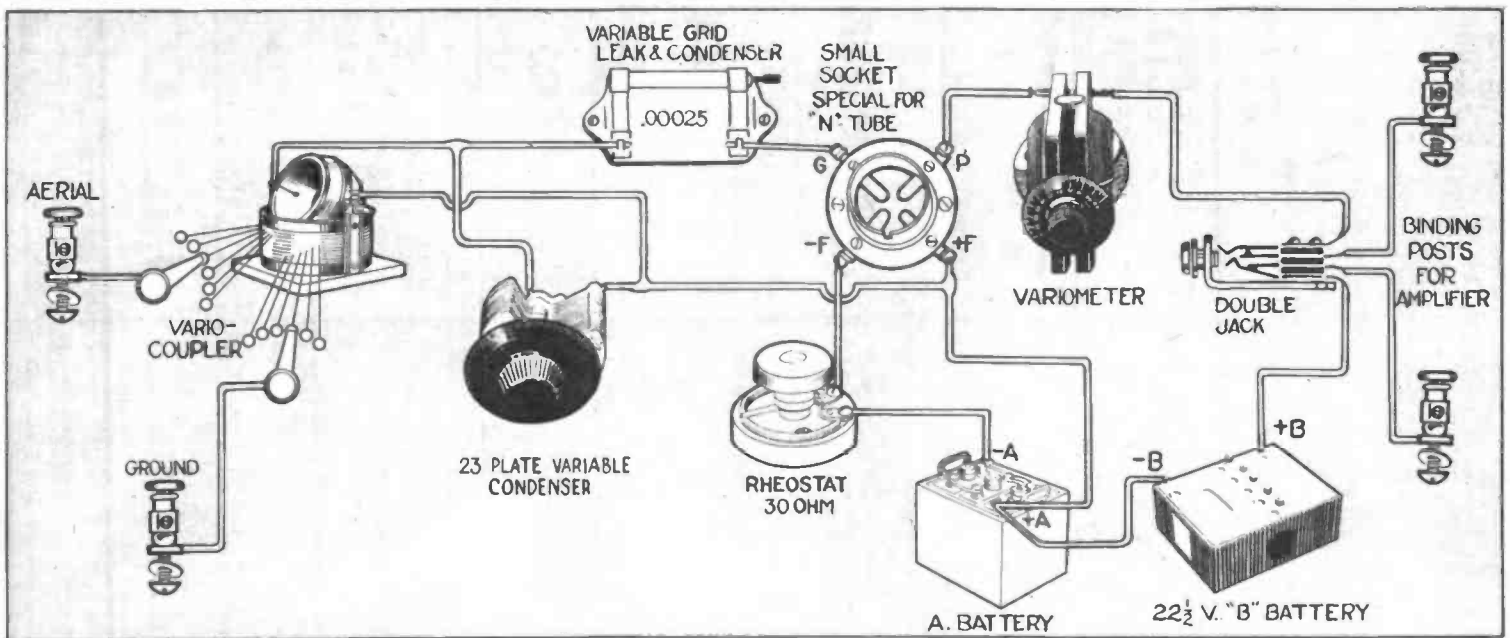 VARIABLE GRID
LEAK & CONDENSER
.00025
SMALL
SOCKET
SPECIAL FOR
"N" TUBE
G
P
-F
+F
AERIAL
VARIO-
COUPLER
GROUND
23 PLATE VARIABLE
CONDENSER
RHEOSTAT
30 OHM
VARIOMETER
DOUBLE
JACK
BINDING
POSTS
FOR
AMPLIFIER
-A
+A
A. BATTERY
-B
+B
22½ V. "B" BATTERY